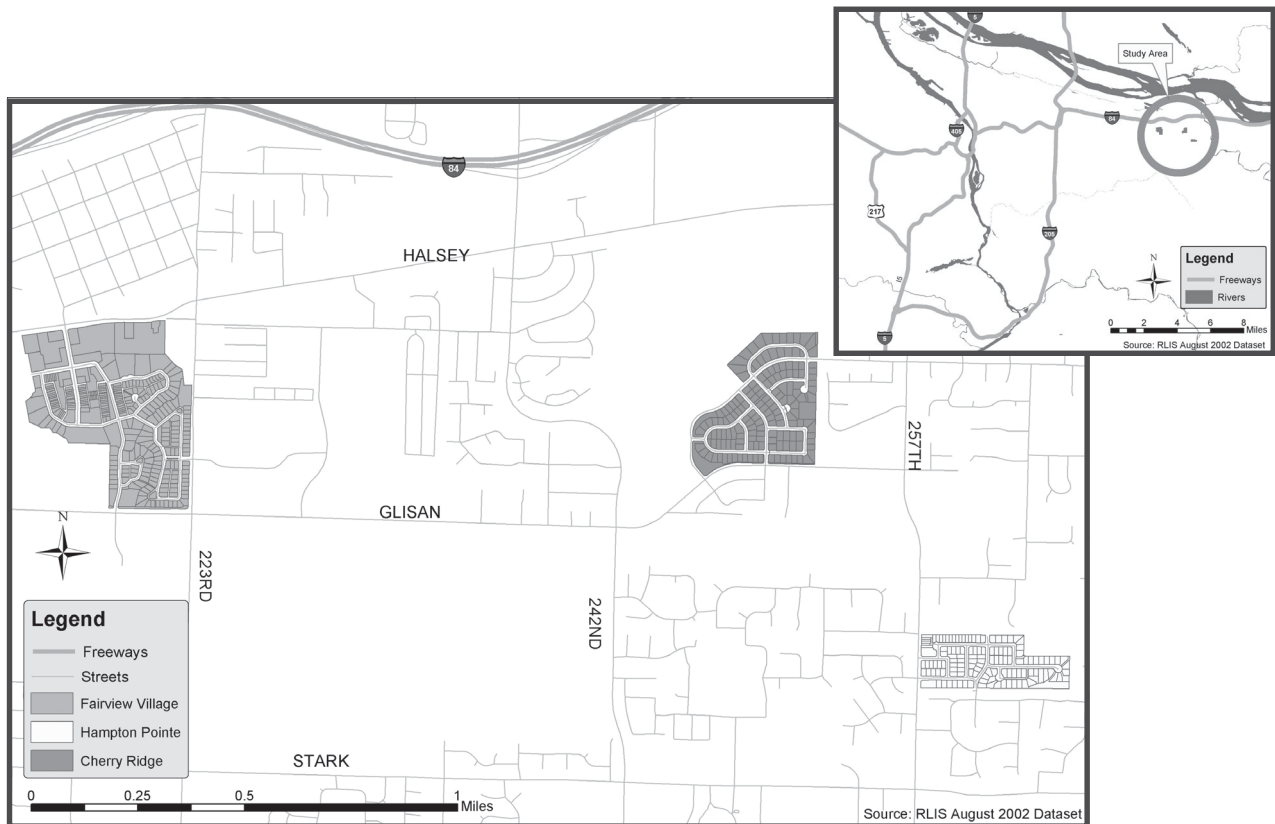 84
HALSEY
GLISAN
223RD
242ND
257TH
STARK
N
Legend
Freeways
Streets
Fairview Village
Hampton Pointe
Cherry Ridge
0 0.25 0.5 1 Miles
Source: RLIS August 2002 Dataset
5
Study Area
405
84
217
205
I5
5
N
Legend
Freeways
Rivers
0 2 4 6 8 Miles
Source: RLIS August 2002 Dataset